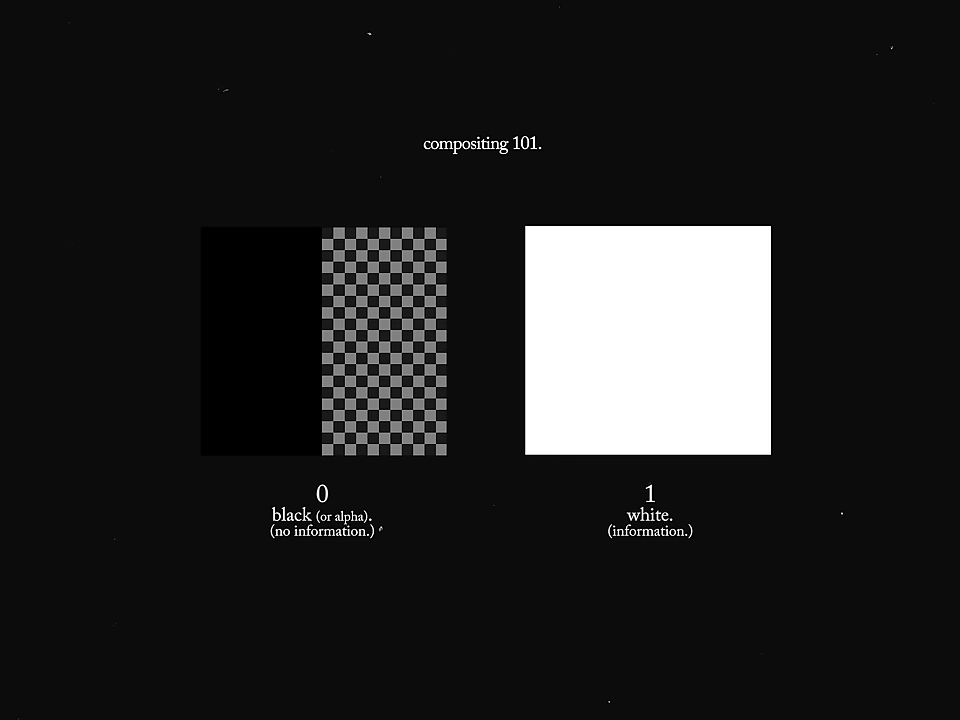 compositing 101.
0
black (or alpha).
(no information.)
1
white.
(information.)